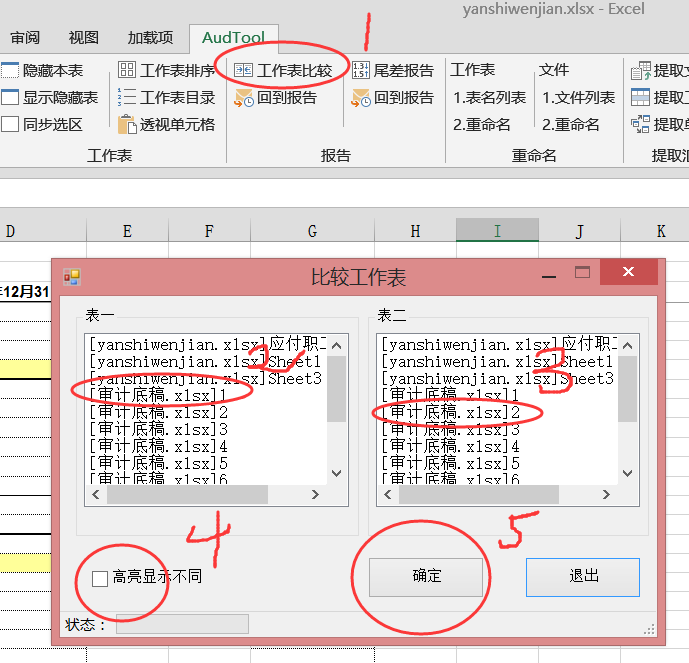 yanshiwenjian.xlsx - Excel
审阅 视图 加载项 AudTool
1
隐藏本表 工作表排序 工作表比较 尾差报告 工作表 文件 提取
显示隐藏表 工作表目录 回到报告 回到报告 1.表名列表 1.文件列表 提取
同步选区 透视单元格 2.重命名 2.重命名 提取
工作表 报告 重命名 提取
D E F G H I J K
12月31
比较工作表
表一 表二
[yanshiwenjian.xlsx]应付职 [yanshiwenjian.xlsx]应付职
[yanshiwenjian.xlsx]Sheet1 [yanshiwenjian.xlsx]Sheet1
[yanshiwenjian.xlsx]Sheet3 [yanshiwenjian.xlsx]Sheet3
2 3
[审计底稿.xlsx]1 [审计底稿.xlsx]1
[审计底稿.xlsx]2 [审计底稿.xlsx]2
[审计底稿.xlsx]3 [审计底稿.xlsx]3
[审计底稿.xlsx]4 [审计底稿.xlsx]4
[审计底稿.xlsx]5 [审计底稿.xlsx]5
[审计底稿.xlsx]6 [审计底稿.xlsx]6
4 5
高亮显示不同 确定 退出
状态：